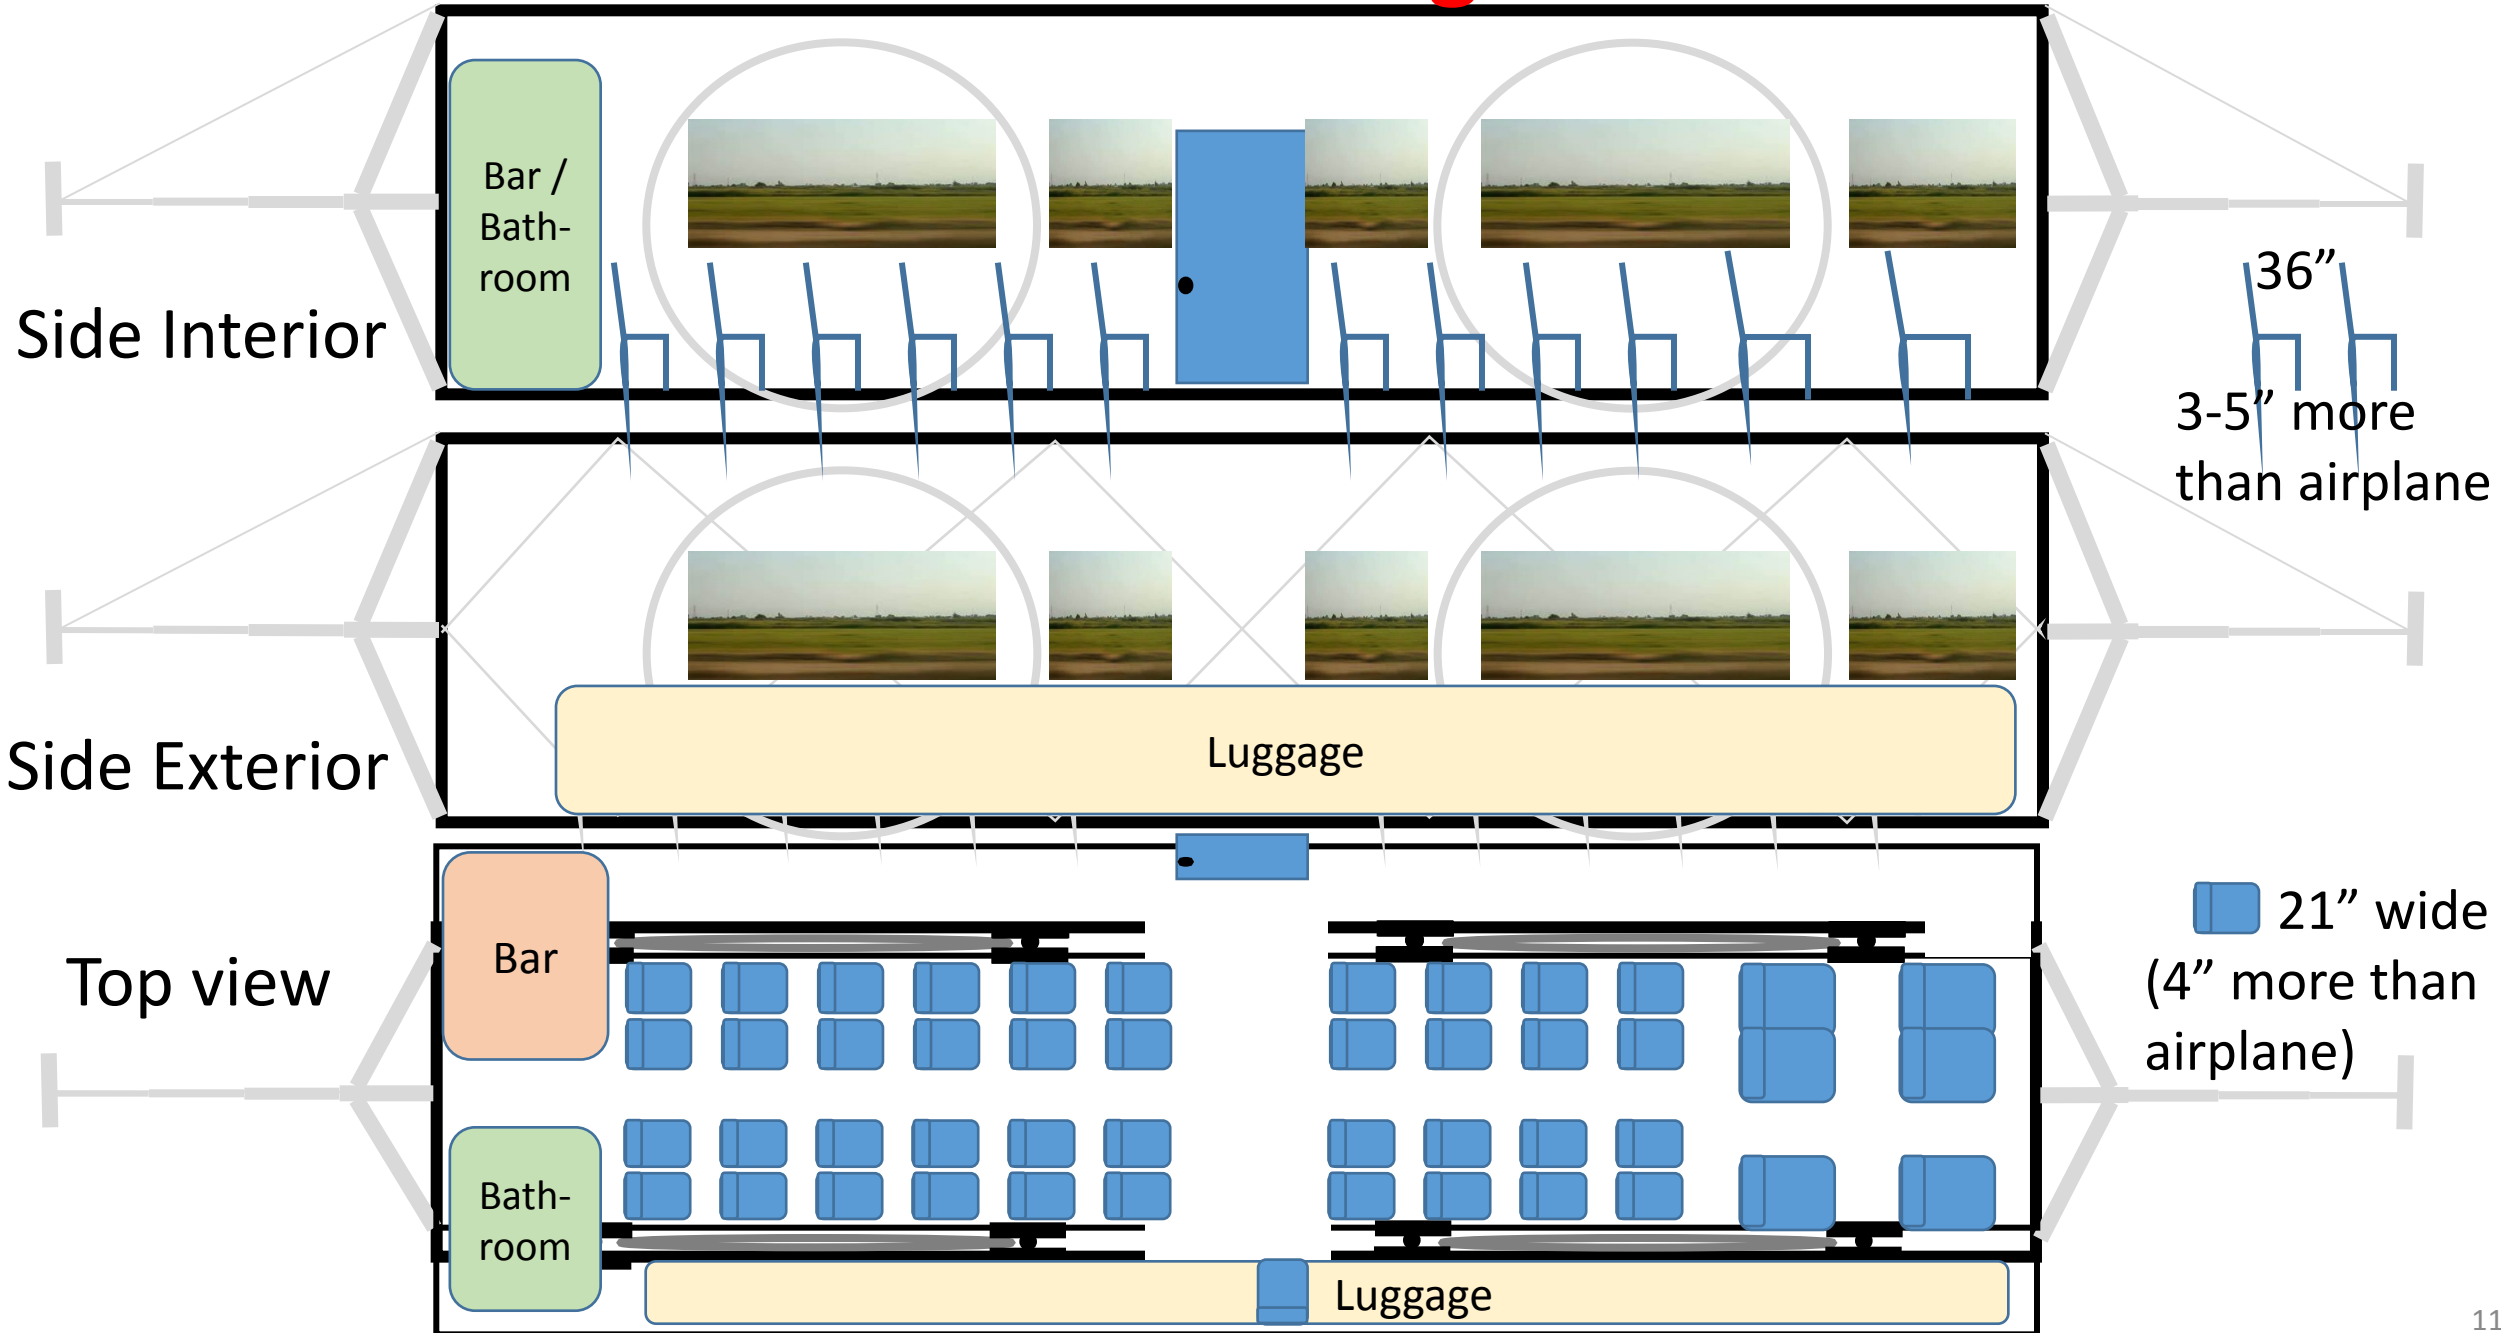 Bar /
Bath-
room
Side Interior
36”
3-5” more
than airplane
Side Exterior
Luggage
Top view
Bar
21” wide
(4” more than
airplane)
Bath-
room
Luggage
11